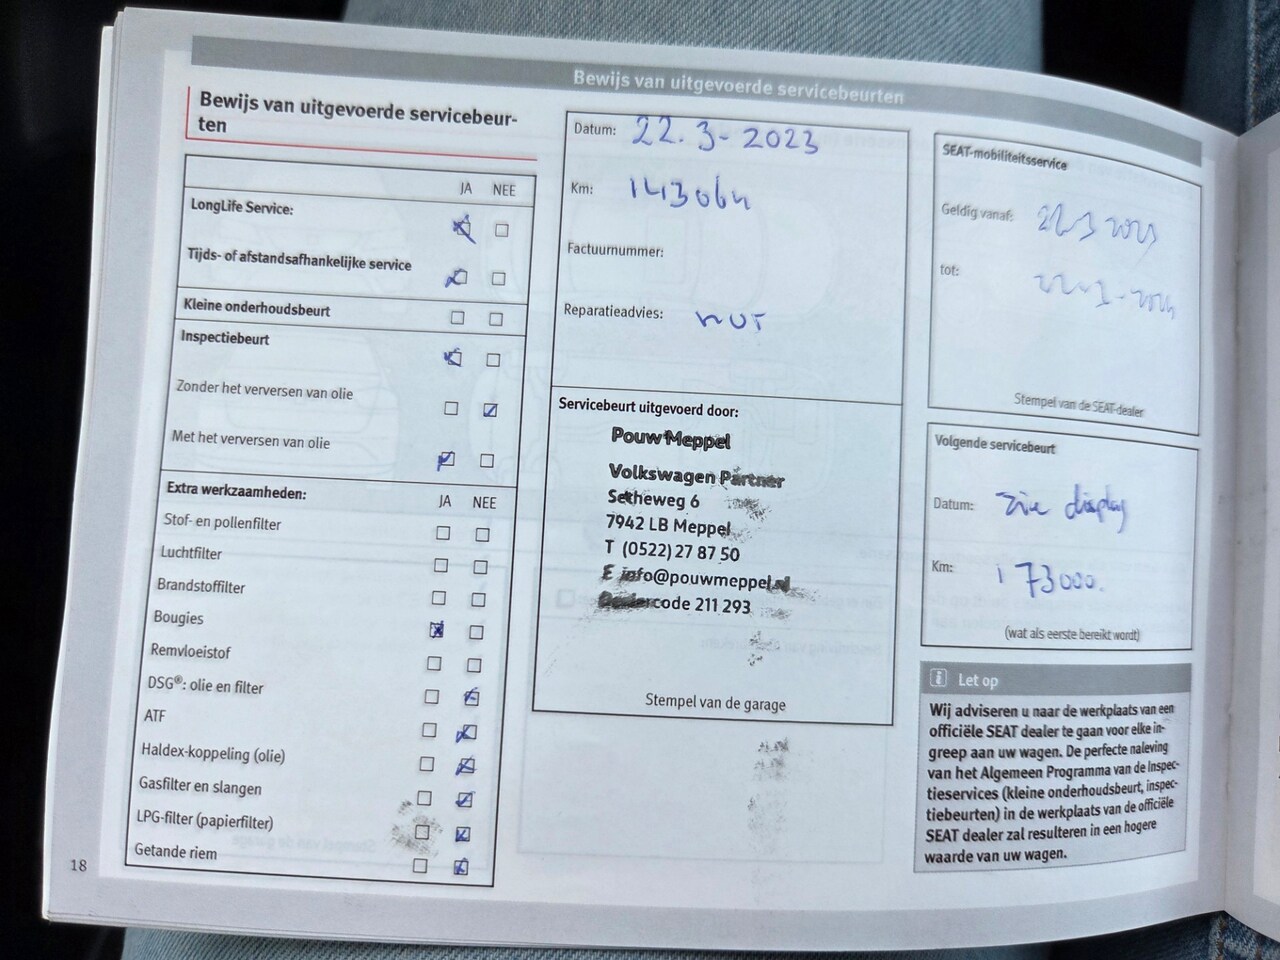 Bewijs van uitgevoerde servicebeurten
Bewijs van uitgevoerde servicebeur-
ten
JA NEE
LongLife Service:
Tijds- of afstandsafhankelijke service
Kleine onderhoudsbeurt
Inspectiebeurt
Zonder het verversen van olie
Met het verversen van olie
Extra werkzaamheden: JA NEE
Stof- en pollenfilter
Luchtfilter
Brandstoffilter
Bougies
Remvloeistof
DSG®: olie en filter
ATF
Haldex-koppeling (olie)
Gasfilter en slangen
LPG-filter (papierfilter)
Getande riem
18
Datum: 22.3-2023
Km: 143064
Factuurnummer:
Reparatieadvies:
Servicebeurt uitgevoerd door:
Pouw Meppel
Volkswagen Partner
Setheweg 6
7942 LB Meppel
T (0522) 27 87 50
E info@pouwmeppel.nl
Dealercode 211 293
Stempel van de garage
SEAT-mobiliteitsservice
Geldig vanaf: 22-3 2023
tot:
Stempel van de SEAT-dealer
Volgende servicebeurt
Datum: zie display
Km: 173000.
(wat als eerste bereikt wordt)
Let op
Wij adviseren u naar de werkplaats van een
officiële SEAT dealer te gaan voor elke in-
greep aan uw wagen. De perfecte naleving
van het Algemeen Programma van de Inspec-
tieservices (kleine onderhoudsbeurt, inspec-
tiebeurten) in de werkplaats van de officiële
SEAT dealer zal resulteren in een hogere
waarde van uw wagen.